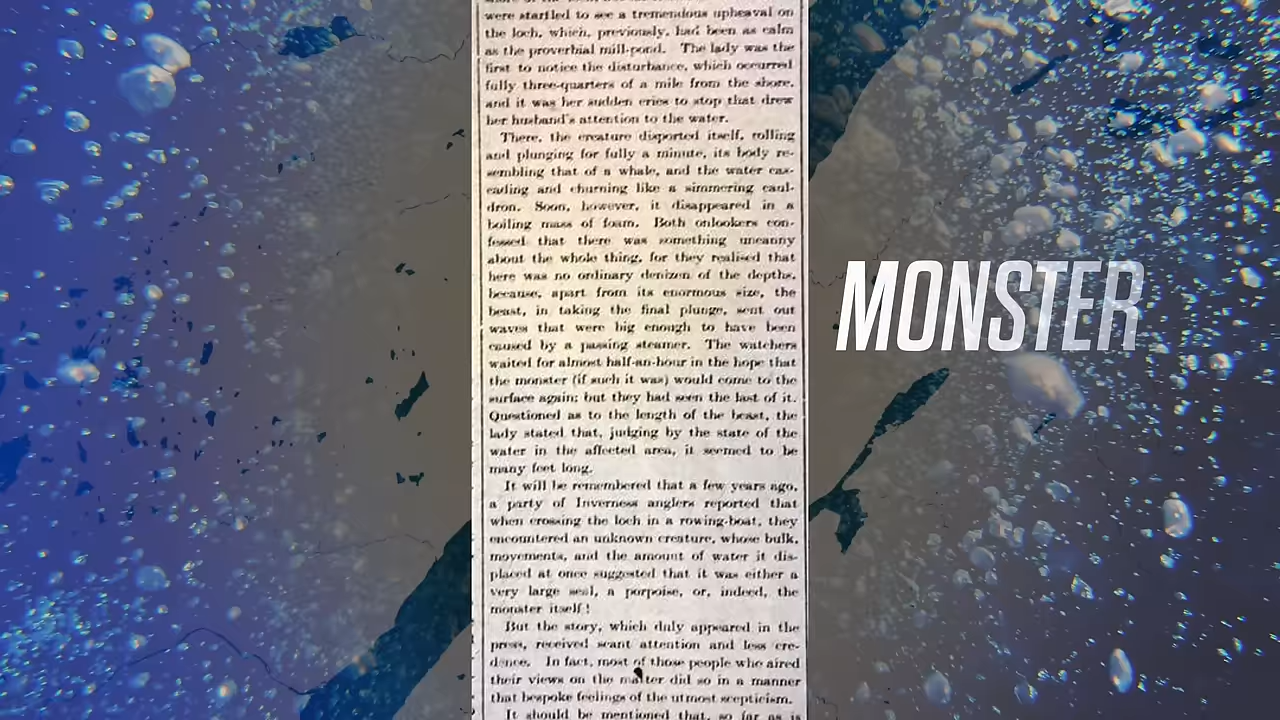 were startled to see a tremendous upheaval on
the loch, which, previously, had been as calm
as the proverbial mill-pond. The lady was the
first to notice the disturbance, which occurred
fully three-quarters of a mile from the shore,
and it was her sudden cries to stop that drew
her husband's attention to the water.
There, the creature disported itself, rolling
and plunging for fully a minute, its body re-
sembling that of a whale, and the water cas-
cading and churning like a simmering caul-
dron. Soon, however, it disappeared in a
boiling mass of foam. Both onlookers con-
fessed that there was something uncanny
about the whole thing, for they realised that
here was no ordinary denizen of the depths,
because, apart from its enormous size, the
beast, in taking the final plunge, sent out
waves that were big enough to have been
caused by a passing steamer. The watchers
waited for almost half-an-hour in the hope that
the monster (if such it was) would come to the
surface again; but they had seen the last of it.
Questioned as to the length of the beast, the
lady stated that, judging by the state of the
water in the affected area, it seemed to be
many feet long.
It will be remembered that a few years ago,
a party of Inverness anglers reported that
when crossing the loch in a rowing-boat, they
encountered an unknown creature, whose bulk,
movements, and the amount of water it dis-
placed at once suggested that it was either a
very large seal, a porpoise, or, indeed, the
monster itself!
But the story, which duly appeared in the
press, received scant attention and less cre-
dence. In fact, most of those people who aired
their views on the matter did so in a manner
that bespoke feelings of the utmost scepticism.
It should be mentioned that, so far as is
MONSTER